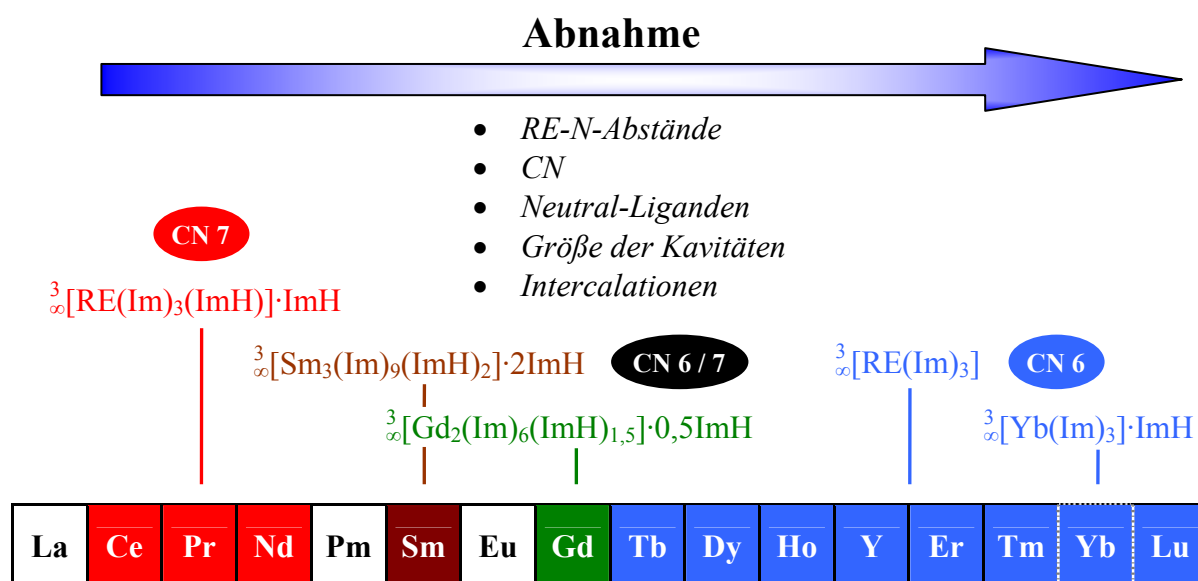 Abnahme
• RE-N-Abstände
• CN
• Neutral-Liganden
• Größe der Kavitäten
• Intercalationen
CN 7
³∞[RE(Im)₃(ImH)]·ImH
³∞[Sm₃(Im)₉(ImH)₂]·2ImH
CN 6 / 7
³∞[RE(Im)₃]
CN 6
³∞[Gd₂(Im)₆(ImH)₁,₅]·0,5ImH
³∞[Yb(Im)₃]·ImH
La Ce Pr Nd Pm Sm Eu Gd Tb Dy Ho Y Er Tm Yb Lu